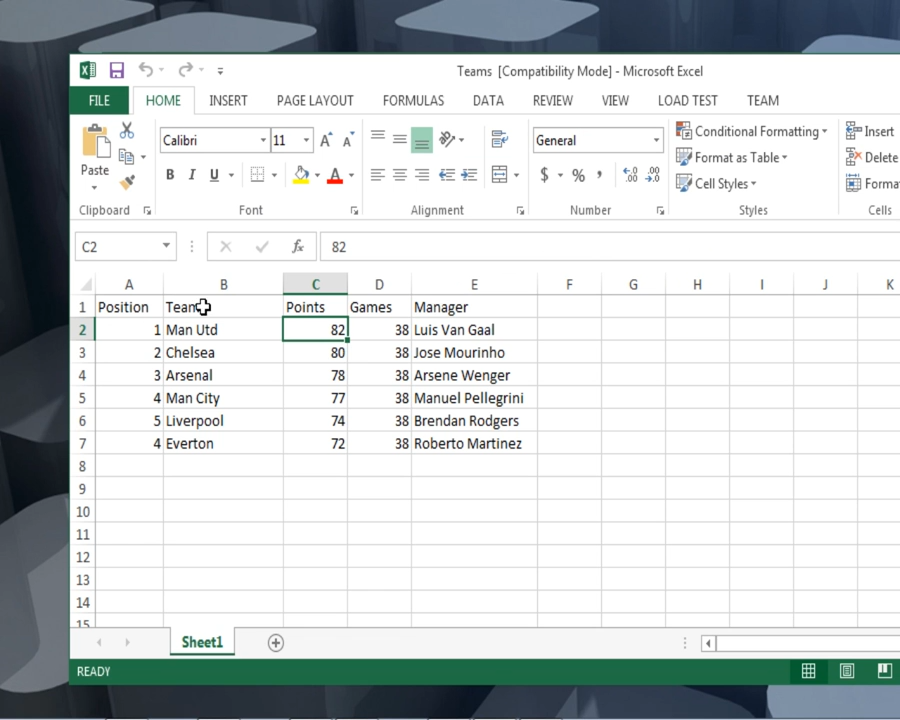 Teams [Compatibility Mode] - Microsoft Excel
FILE HOME INSERT PAGE LAYOUT FORMULAS DATA REVIEW VIEW LOAD TEST TEAM
Calibri 11 General Conditional Formatting Insert
Paste Format as Table Delete
B I U A $ % , Cell Styles Forma
Clipboard Font Alignment Number Styles Cells
C2 fx 82
A B C D E F G H I J K
1 Position Team Points Games Manager
2 1 Man Utd 82 38 Luis Van Gaal
3 2 Chelsea 80 38 Jose Mourinho
4 3 Arsenal 78 38 Arsene Wenger
5 4 Man City 77 38 Manuel Pellegrini
6 5 Liverpool 74 38 Brendan Rodgers
7 4 Everton 72 38 Roberto Martinez
8
9
10
11
12
13
14
15
Sheet1
READY